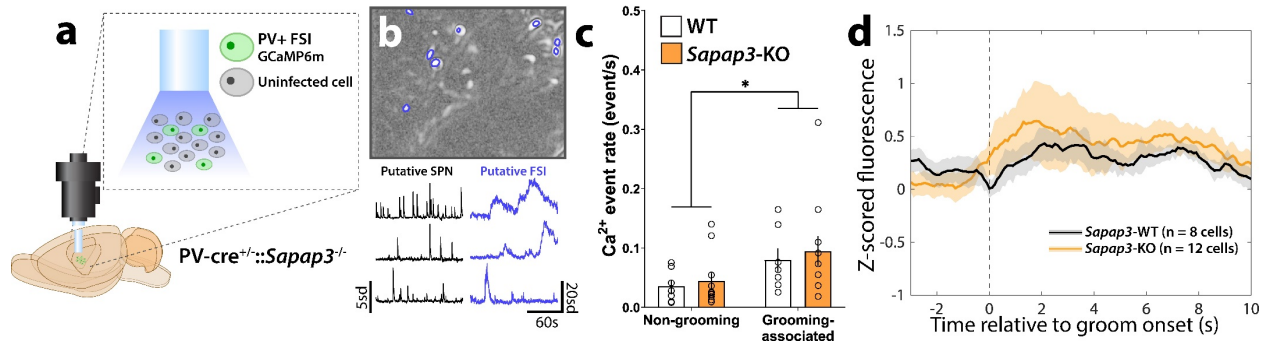 a
PV+ FSI
GCaMP6m
Uninfected cell
PV-cre+/-::Sapap3-/-
b
Putative SPN
Putative FSI
5sd
20sd
60s
c
WT
Sapap3-KO
*
Ca2+ event rate (event/s)
0.5
0.4
0.3
0.2
0.1
0.0
Non-grooming
Grooming-
associated
d
Z-scored fluorescence
1.5
1
0.5
0
-0.5
-1
Sapap3-WT (n = 8 cells)
Sapap3-KO (n = 12 cells)
-2
0
2
4
6
8
10
Time relative to groom onset (s)